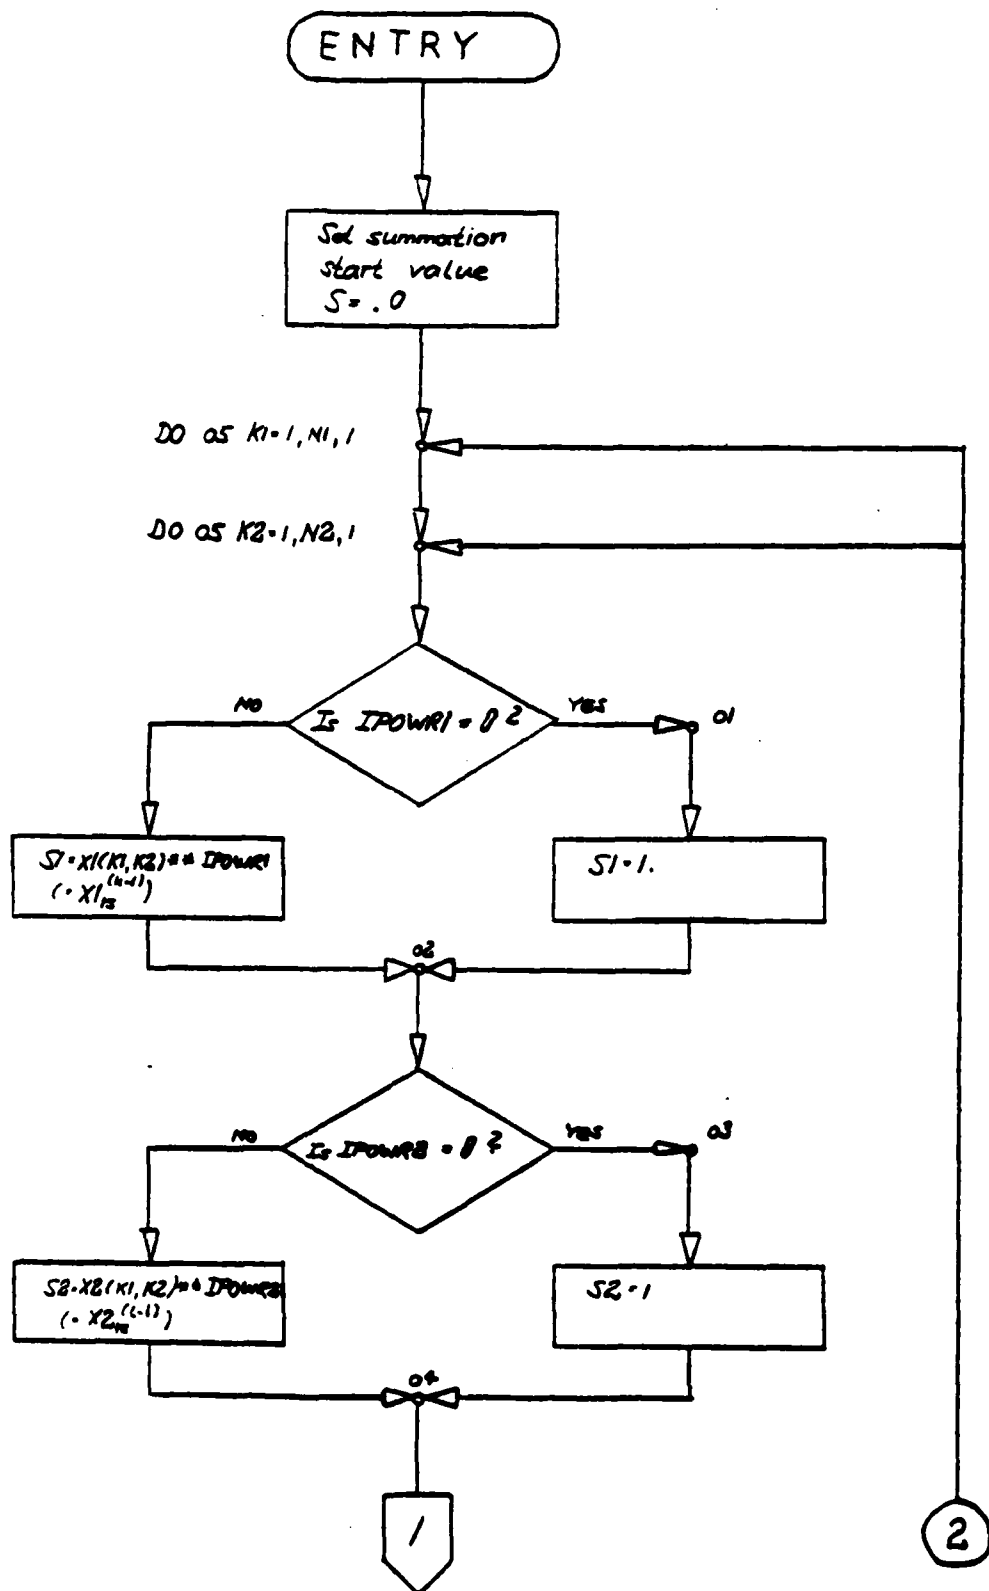 ENTRY
Set summation
start value
S = .0
DO 05 K1=1,N1,1
DO 05 K2=1,N2,1
NO
Is IPOWR1 = 0 ?
YES
01
S1=X1(K1,K2)** IPOWR1
(=X1
S1=1.
02
NO
Is IPOWR2 = 0 ?
YES
03
S2=X2(K1,K2)** IPOWR2
(=X2
S2=1
04
1
2